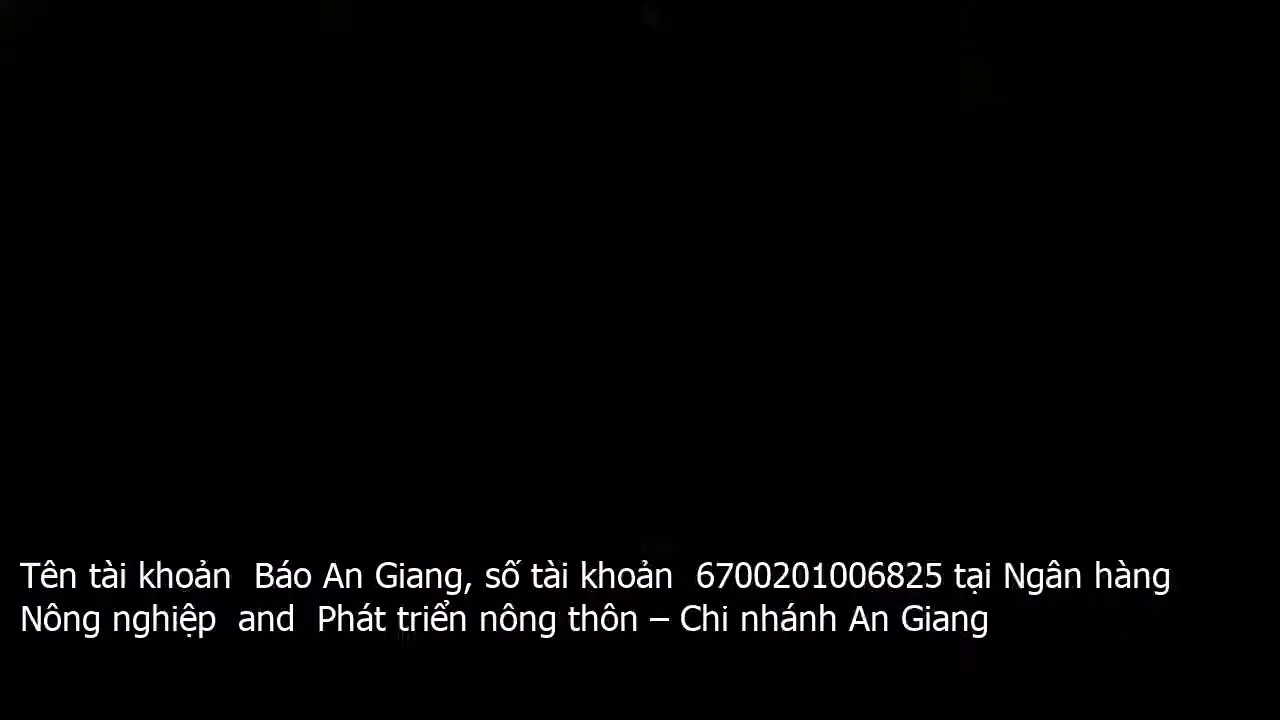 Tên tài khoản  Báo An Giang, số tài khoản  6700201006825 tại Ngân hàng
Nông nghiệp  and  Phát triển nông thôn – Chi nhánh An Giang